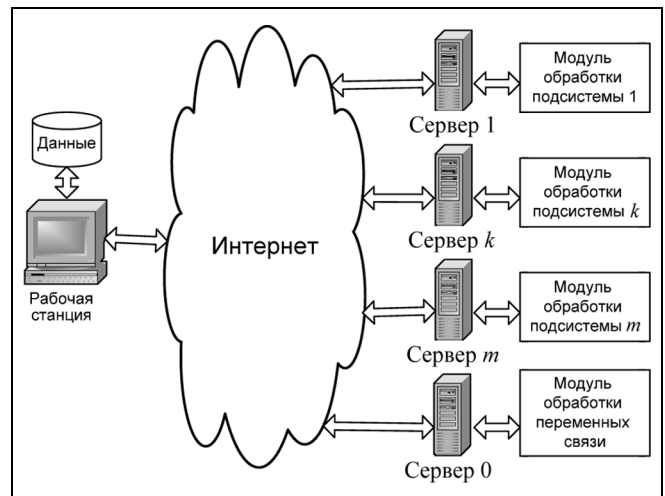 Данные
Рабочая
станция
Интернет
Сервер 1
Модуль
обработки
подсистемы 1
Сервер k
Модуль
обработки
подсистемы k
Сервер m
Модуль
обработки
подсистемы m
Сервер 0
Модуль
обработки
переменных
связи